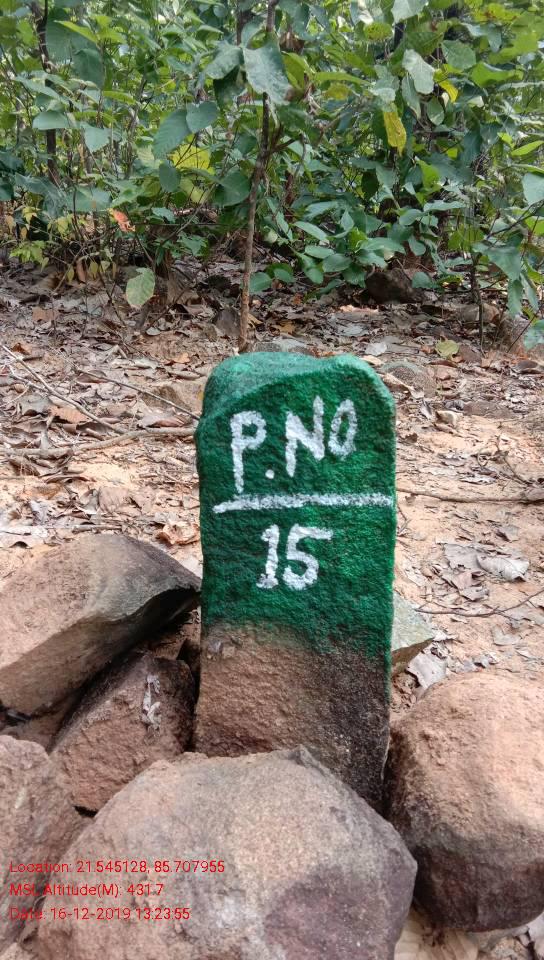 P.NO
15
Location: 21.545128, 85.707955
MSL Altitude(M): 431.7
Date: 16-12-2019 13:23:55